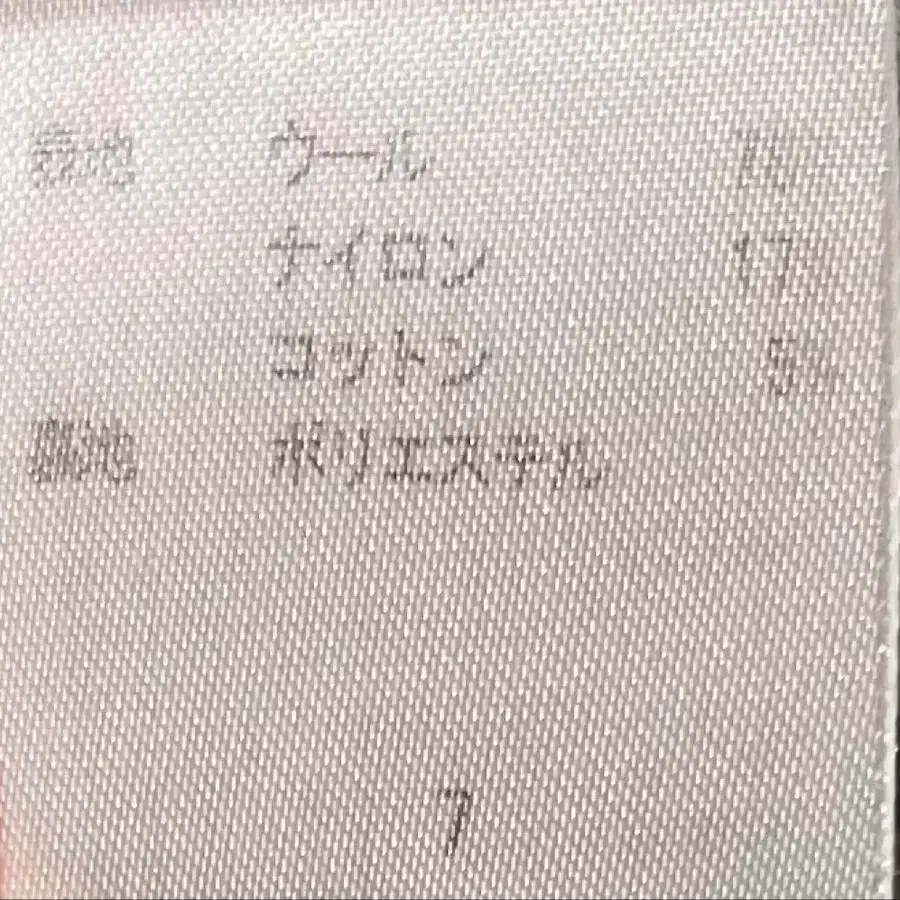 表地 ウール
ナイロン 17
コットン 5%
裏地 ポリエステル
7